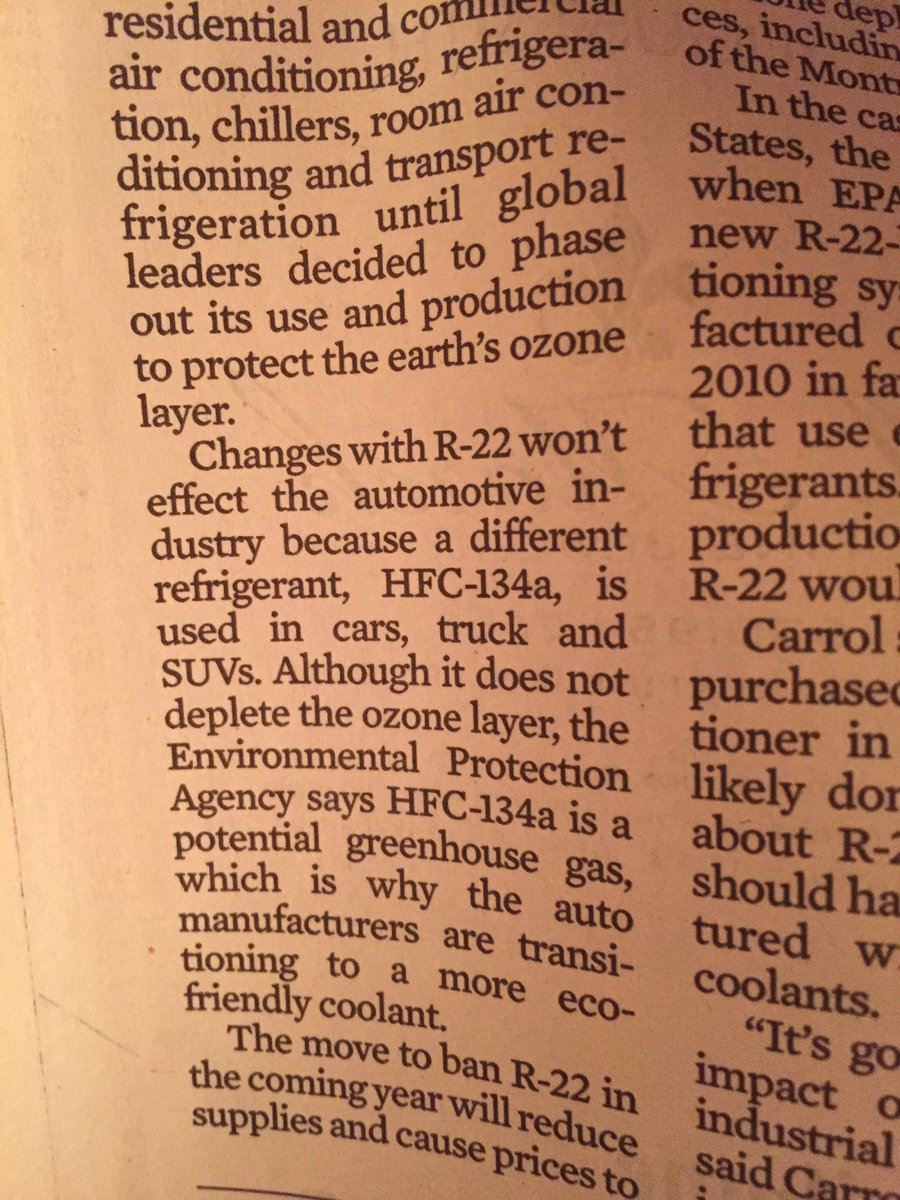 residential and commercial
air conditioning, refrigera-
tion, chillers, room air con-
ditioning and transport re-
frigeration until global
leaders decided to phase
out its use and production
to protect the earth's ozone
layer.
Changes with R-22 won't
effect the automotive in-
dustry because a different
refrigerant, HFC-134a, is
used in cars, truck and
SUVs. Although it does not
deplete the ozone layer, the
Environmental Protection
Agency says HFC-134a is a
potential greenhouse gas,
which is why the auto
manufacturers are transi-
tioning to a more eco-
friendly coolant.
The move to ban R-22 in
the coming year will reduce
supplies and cause prices to
ces, includin
of the Mont
In the ca
States, the
when EPA
new R-22-
tioning sy
factured
2010 in fa
that use
frigerants.
productio
R-22 woul
Carrol
purchased
tioner in
likely don
about R-2
should ha
tured w
coolants.
"It's go
impact o
industrial
said Carro